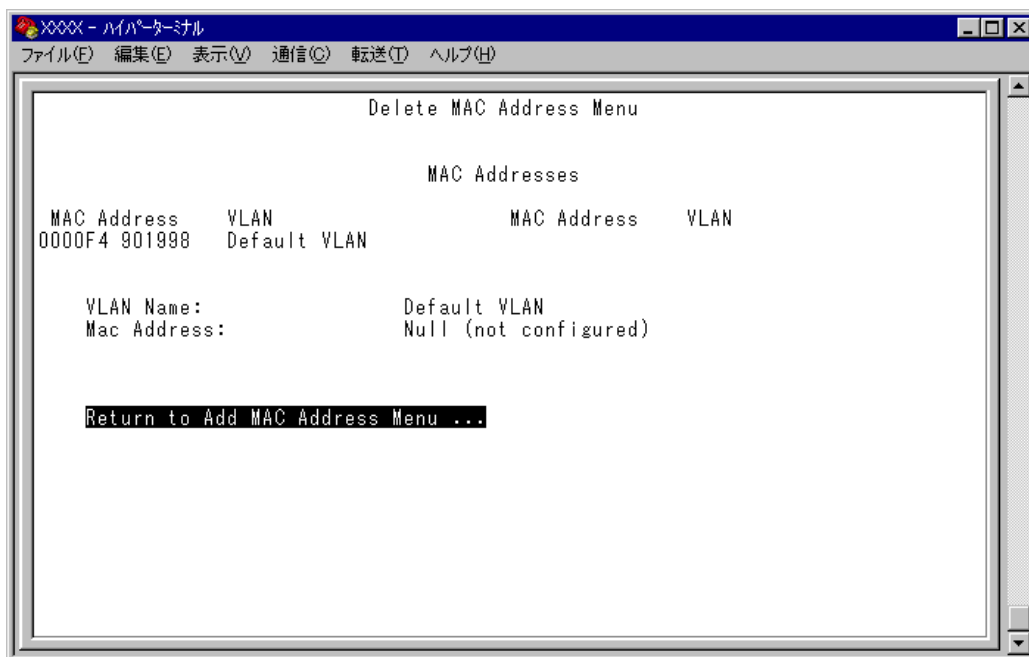 XXXX - ﾊｲﾊﾟｰﾀｰﾐﾅﾙ
ファイル(F) 編集(E) 表示(V) 通信(C) 転送(T) ヘルプ(H)
Delete MAC Address Menu
MAC Addresses
MAC Address VLAN MAC Address VLAN
0000F4 901998 Default VLAN
VLAN Name: Default VLAN
Mac Address: Null (not configured)
Return to Add MAC Address Menu ...